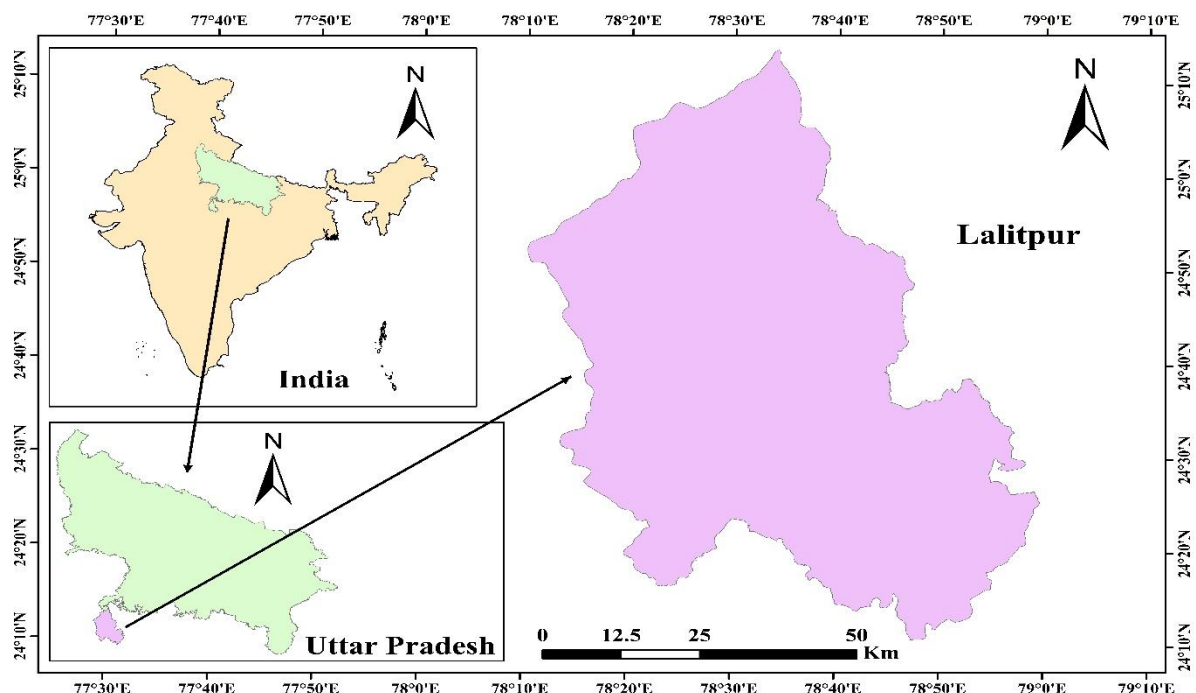 77°30'E 77°40'E 77°50'E 78°0'E 78°10'E 78°20'E 78°30'E 78°40'E 78°50'E 79°0'E 79°10'E
25°10'N
25°0'N
24°50'N
24°40'N
24°30'N
24°20'N
24°10'N
N
India
N
Uttar Pradesh
N
Lalitpur
0 12.5 25 50
Km
25°10'N
25°0'N
24°50'N
24°40'N
24°30'N
24°20'N
24°10'N
77°30'E 77°40'E 77°50'E 78°0'E 78°10'E 78°20'E 78°30'E 78°40'E 78°50'E 79°0'E